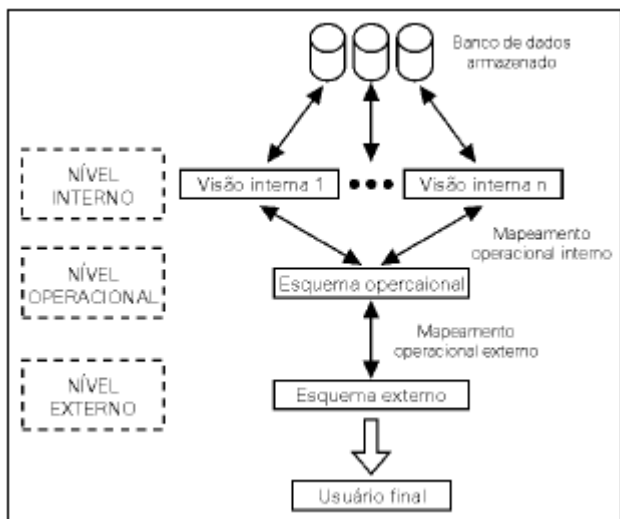 Banco de dados
armazenado
NÍVEL
INTERNO
Visão interna 1
Visão interna n
Mapeamento
operacional interno
NÍVEL
OPERACIONAL
Esquema opercaional
Mapeamento
operacional externo
NÍVEL
EXTERNO
Esquema externo
Usuário final